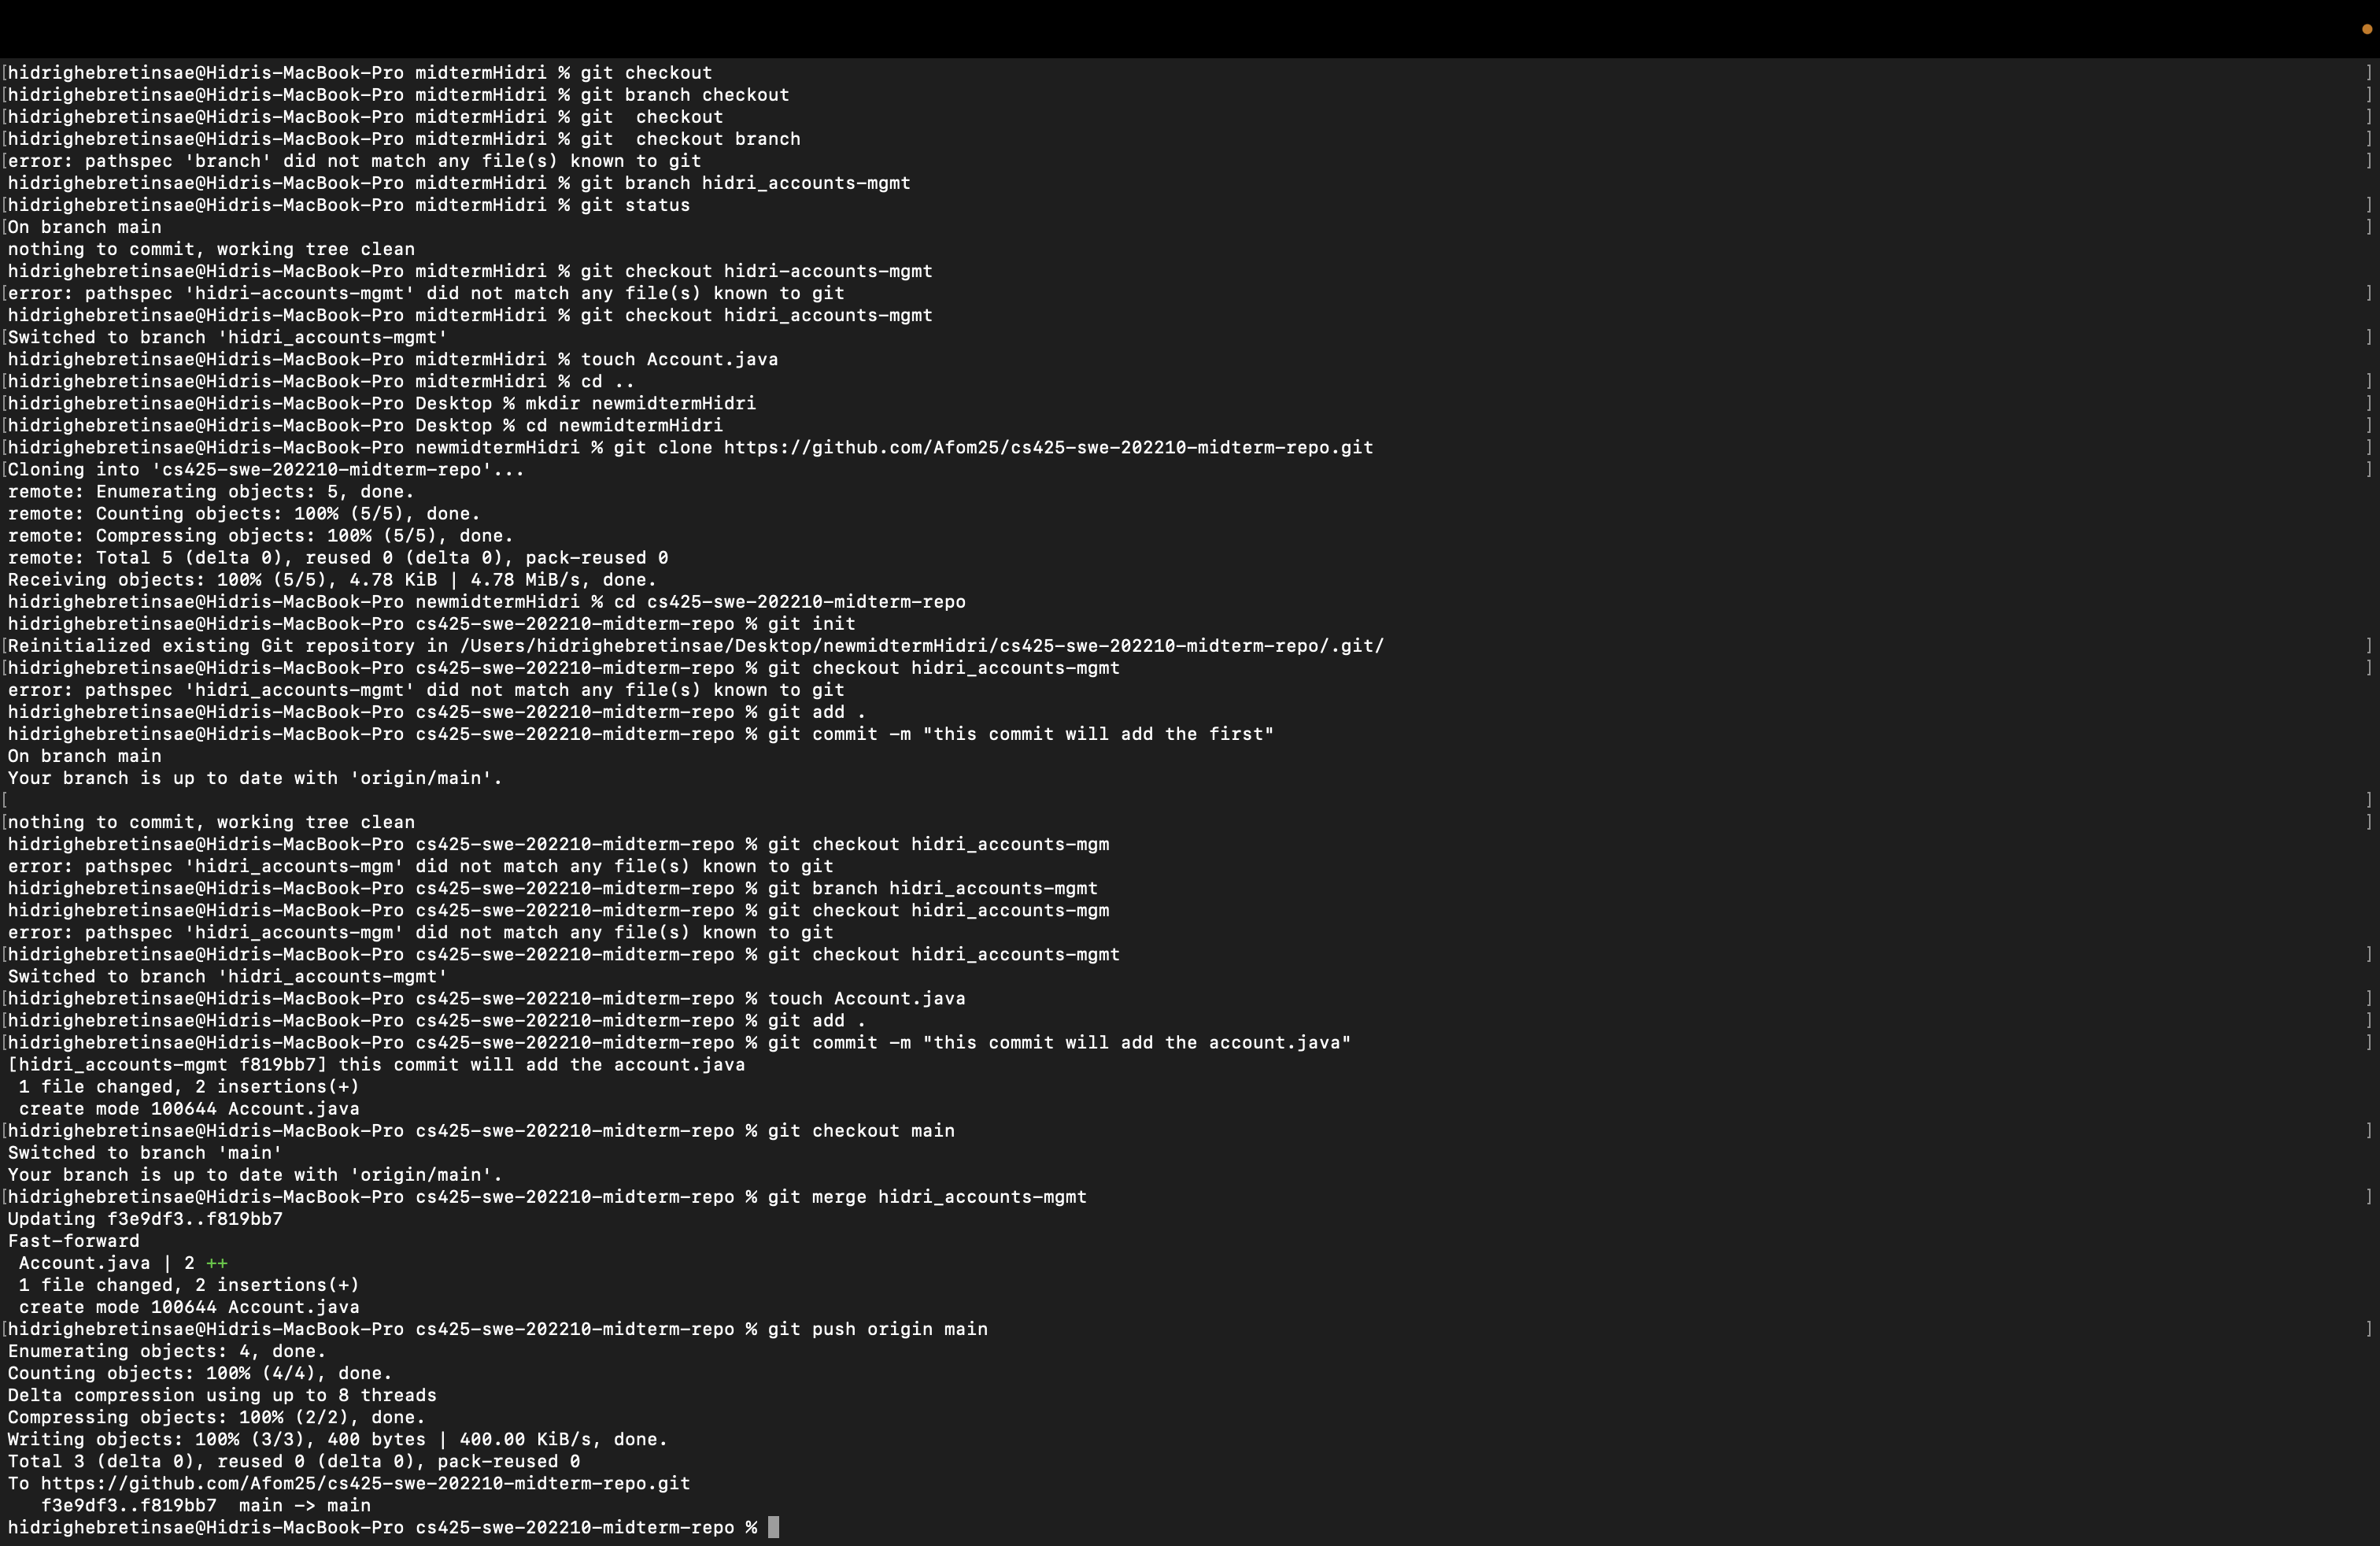 [hidrighebretinsae@Hidris-MacBook-Pro midtermHidri % git checkout ]
[hidrighebretinsae@Hidris-MacBook-Pro midtermHidri % git branch checkout ]
[hidrighebretinsae@Hidris-MacBook-Pro midtermHidri % git  checkout ]
[hidrighebretinsae@Hidris-MacBook-Pro midtermHidri % git  checkout branch ]
[error: pathspec 'branch' did not match any file(s) known to git ]
hidrighebretinsae@Hidris-MacBook-Pro midtermHidri % git branch hidri_accounts-mgmt
[hidrighebretinsae@Hidris-MacBook-Pro midtermHidri % git status ]
[On branch main ]
nothing to commit, working tree clean
hidrighebretinsae@Hidris-MacBook-Pro midtermHidri % git checkout hidri-accounts-mgmt
[error: pathspec 'hidri-accounts-mgmt' did not match any file(s) known to git ]
hidrighebretinsae@Hidris-MacBook-Pro midtermHidri % git checkout hidri_accounts-mgmt
[Switched to branch 'hidri_accounts-mgmt' ]
hidrighebretinsae@Hidris-MacBook-Pro midtermHidri % touch Account.java
[hidrighebretinsae@Hidris-MacBook-Pro midtermHidri % cd .. ]
[hidrighebretinsae@Hidris-MacBook-Pro Desktop % mkdir newmidtermHidri ]
[hidrighebretinsae@Hidris-MacBook-Pro Desktop % cd newmidtermHidri ]
[hidrighebretinsae@Hidris-MacBook-Pro newmidtermHidri % git clone https://github.com/Afom25/cs425-swe-202210-midterm-repo.git ]
[Cloning into 'cs425-swe-202210-midterm-repo'... ]
remote: Enumerating objects: 5, done.
remote: Counting objects: 100% (5/5), done.
remote: Compressing objects: 100% (5/5), done.
remote: Total 5 (delta 0), reused 0 (delta 0), pack-reused 0
Receiving objects: 100% (5/5), 4.78 KiB | 4.78 MiB/s, done.
hidrighebretinsae@Hidris-MacBook-Pro newmidtermHidri % cd cs425-swe-202210-midterm-repo
hidrighebretinsae@Hidris-MacBook-Pro cs425-swe-202210-midterm-repo % git init
[Reinitialized existing Git repository in /Users/hidrighebretinsae/Desktop/newmidtermHidri/cs425-swe-202210-midterm-repo/.git/ ]
[hidrighebretinsae@Hidris-MacBook-Pro cs425-swe-202210-midterm-repo % git checkout hidri_accounts-mgmt ]
error: pathspec 'hidri_accounts-mgmt' did not match any file(s) known to git
hidrighebretinsae@Hidris-MacBook-Pro cs425-swe-202210-midterm-repo % git add .
hidrighebretinsae@Hidris-MacBook-Pro cs425-swe-202210-midterm-repo % git commit -m "this commit will add the first"
On branch main
Your branch is up to date with 'origin/main'.
[ ]
[nothing to commit, working tree clean ]
hidrighebretinsae@Hidris-MacBook-Pro cs425-swe-202210-midterm-repo % git checkout hidri_accounts-mgm
error: pathspec 'hidri_accounts-mgm' did not match any file(s) known to git
hidrighebretinsae@Hidris-MacBook-Pro cs425-swe-202210-midterm-repo % git branch hidri_accounts-mgmt
hidrighebretinsae@Hidris-MacBook-Pro cs425-swe-202210-midterm-repo % git checkout hidri_accounts-mgm
error: pathspec 'hidri_accounts-mgm' did not match any file(s) known to git
[hidrighebretinsae@Hidris-MacBook-Pro cs425-swe-202210-midterm-repo % git checkout hidri_accounts-mgmt ]
Switched to branch 'hidri_accounts-mgmt'
[hidrighebretinsae@Hidris-MacBook-Pro cs425-swe-202210-midterm-repo % touch Account.java ]
[hidrighebretinsae@Hidris-MacBook-Pro cs425-swe-202210-midterm-repo % git add . ]
[hidrighebretinsae@Hidris-MacBook-Pro cs425-swe-202210-midterm-repo % git commit -m "this commit will add the account.java" ]
[hidri_accounts-mgmt f819bb7] this commit will add the account.java
1 file changed, 2 insertions(+)
create mode 100644 Account.java
[hidrighebretinsae@Hidris-MacBook-Pro cs425-swe-202210-midterm-repo % git checkout main ]
Switched to branch 'main'
Your branch is up to date with 'origin/main'.
[hidrighebretinsae@Hidris-MacBook-Pro cs425-swe-202210-midterm-repo % git merge hidri_accounts-mgmt ]
Updating f3e9df3..f819bb7
Fast-forward
Account.java | 2 ++
1 file changed, 2 insertions(+)
create mode 100644 Account.java
[hidrighebretinsae@Hidris-MacBook-Pro cs425-swe-202210-midterm-repo % git push origin main ]
Enumerating objects: 4, done.
Counting objects: 100% (4/4), done.
Delta compression using up to 8 threads
Compressing objects: 100% (2/2), done.
Writing objects: 100% (3/3), 400 bytes | 400.00 KiB/s, done.
Total 3 (delta 0), reused 0 (delta 0), pack-reused 0
To https://github.com/Afom25/cs425-swe-202210-midterm-repo.git
f3e9df3..f819bb7  main -> main
hidrighebretinsae@Hidris-MacBook-Pro cs425-swe-202210-midterm-repo %